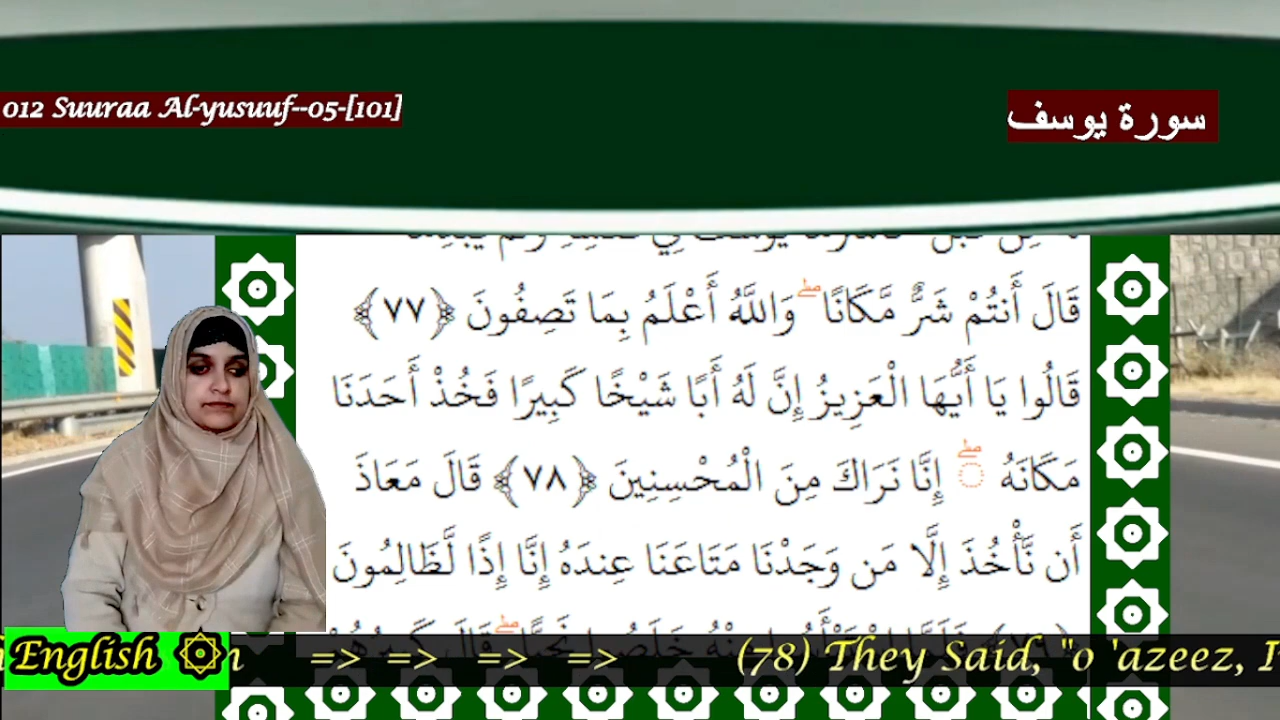 012 Suuraa Al-yusuuf--05-[101]
سورة يوسف
قَالَ أَنتُمْ شَرٌّ مَّكَانًا ۖ وَاللَّهُ أَعْلَمُ بِمَا تَصِفُونَ ﴿٧٧﴾
قَالُوا يَا أَيُّهَا الْعَزِيزُ إِنَّ لَهُ أَبًا شَيْخًا كَبِيرًا فَخُذْ أَحَدَنَا
مَكَانَهُ ۖ إِنَّا نَرَاكَ مِنَ الْمُحْسِنِينَ ﴿٧٨﴾ قَالَ مَعَاذَ
أَن نَّأْخُذَ إِلَّا مَن وَجَدْنَا مَتَاعَنَا عِندَهُ إِنَّا إِذًا لَّظَالِمُونَ
English => => => => (78) They Said, "o 'azeez,